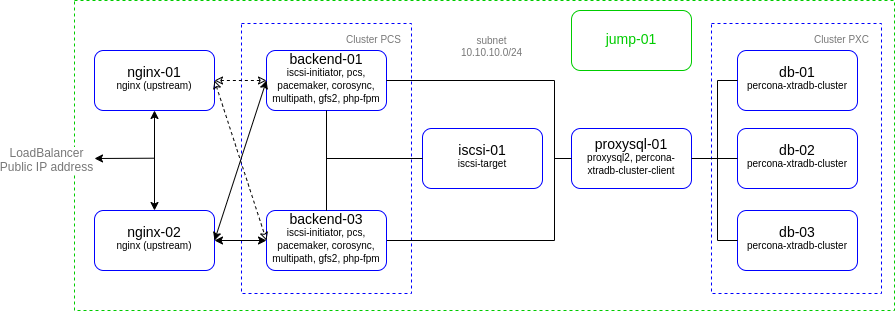 Cluster PCS
subnet
10.10.10.0/24
jump-01
Cluster PXC
nginx-01
nginx (upstream)
backend-01
iscsi-initiator, pcs,
pacemaker, corosync,
multipath, gfs2, php-fpm
db-01
percona-xtradb-cluster
LoadBalancer
Public IP address
iscsi-01
iscsi-target
proxysql-01
proxysql2, percona-
xtradb-cluster-client
db-02
percona-xtradb-cluster
nginx-02
nginx (upstream)
backend-03
iscsi-initiator, pcs,
pacemaker, corosync,
multipath, gfs2, php-fpm
db-03
percona-xtradb-cluster